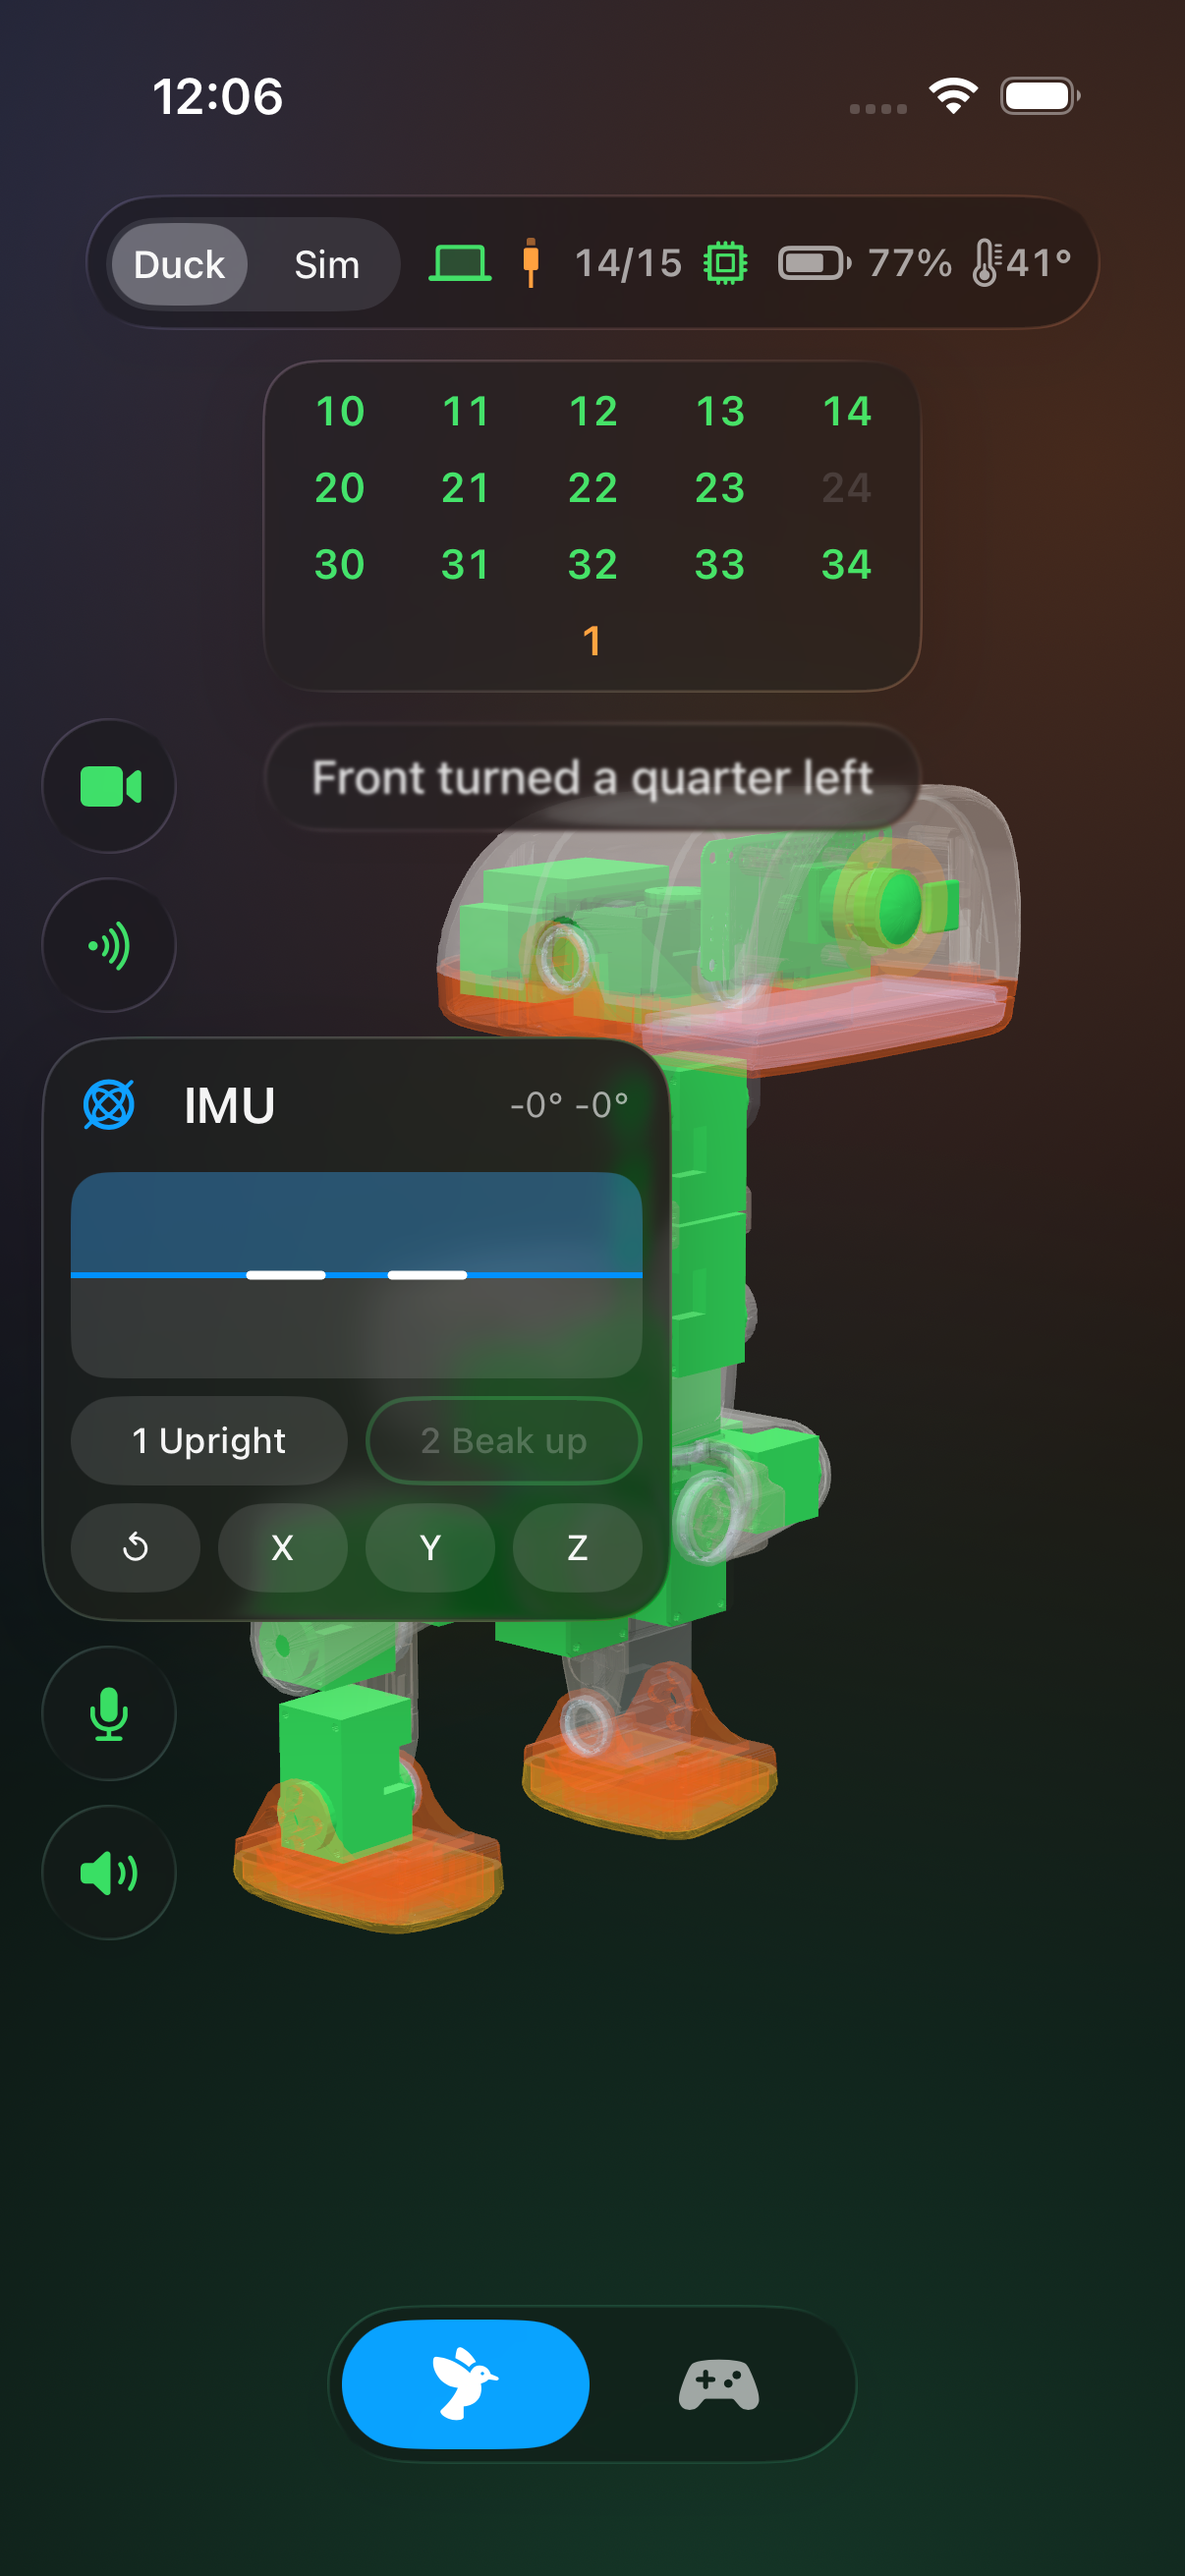 12:06
Duck Sim 14/15 77% 41°
10 11 12 13 14
20 21 22 23 24
30 31 32 33 34
1
Front turned a quarter left
IMU -0° -0°
1 Upright 2 Beak up
X Y Z